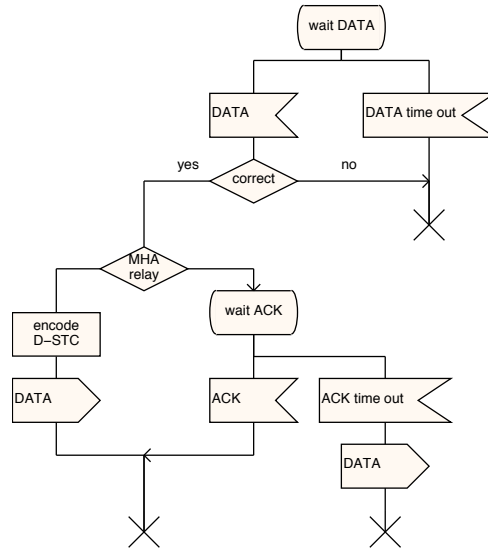 wait DATA
DATA
DATA time out
yes
correct
no
MHA
relay
wait ACK
encode
D−STC
DATA
ACK
ACK time out
DATA